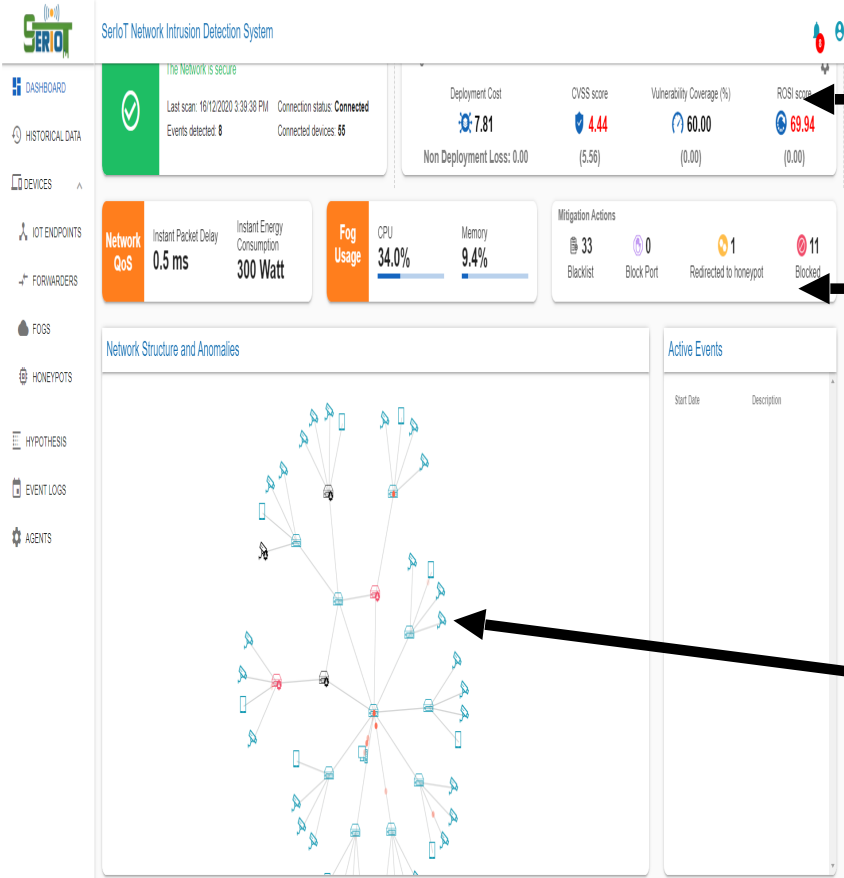 SERIOT
SerIoT Network Intrusion Detection System
8
DASHBOARD
HISTORICAL DATA
DEVICES
IOT ENDPOINTS
FORWARDERS
FOGS
HONEYPOTS
HYPOTHESIS
EVENT LOGS
AGENTS
The Network is secure
Last scan: 16/12/2020 3:39:38 PM Connection status: Connected
Events detected: 8 Connected devices: 55
Deployment Cost CVSS score Vulnerability Coverage (%) ROSI score
7.81 4.44 60.00 69.94
Non Deployment Loss: 0.00 (5.56) (0.00) (0.00)
Network QoS
Instant Packet Delay
0.5 ms
Instant Energy
Consumption
300 Watt
Fog
Usage
CPU
34.0%
Memory
9.4%
Mitigation Actions
33 0 1 11
Blacklist Block Port Redirected to honeypot Blocked
Network Structure and Anomalies
Active Events
Start Date Description